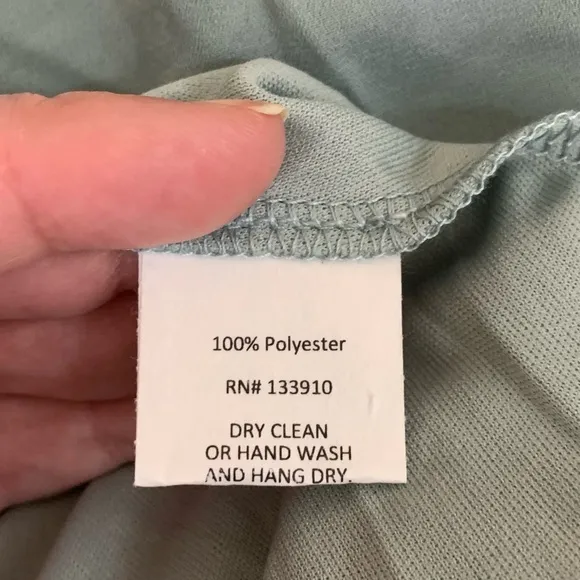 100% Polyester
RN# 133910
DRY CLEAN
OR HAND WASH
AND HANG DRY.